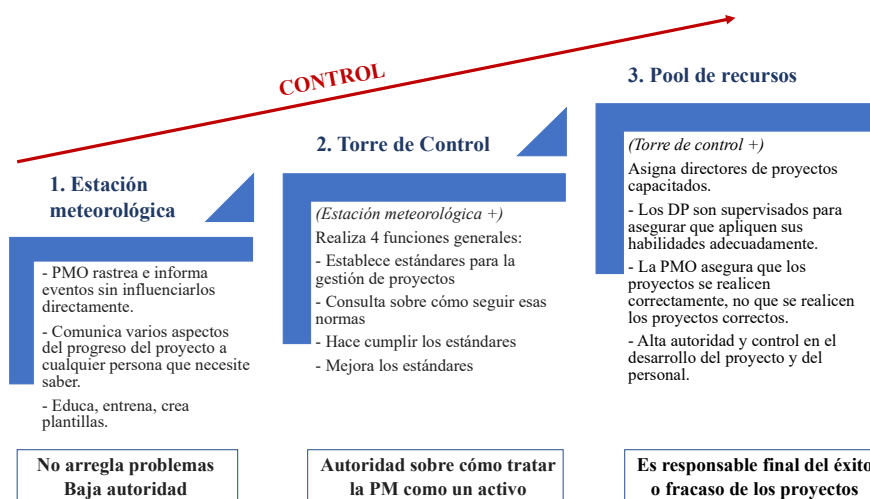 CONTROL
1. Estación
meteorológica
- PMO rastrea e informa
eventos sin influenciarlos
directamente.
- Comunica varios aspectos
del progreso del proyecto a
cualquier persona que necesite
saber.
- Educa, entrena, crea
plantillas.
No arregla problemas
Baja autoridad
2. Torre de Control
(Estación meteorológica +)
Realiza 4 funciones generales:
- Establece estándares para la
gestión de proyectos
- Consulta sobre cómo seguir esas
normas
- Hace cumplir los estándares
- Mejora los estándares
Autoridad sobre cómo tratar
la PM como un activo
3. Pool de recursos
(Torre de control +)
Asigna directores de proyectos
capacitados.
- Los DP son supervisados para
asegurar que apliquen sus
habilidades adecuadamente.
- La PMO asegura que los
proyectos se realicen
correctamente, no que se realicen
los proyectos correctos.
- Alta autoridad y control en el
desarrollo del proyecto y del
personal.
Es responsable final del éxito
o fracaso de los proyectos